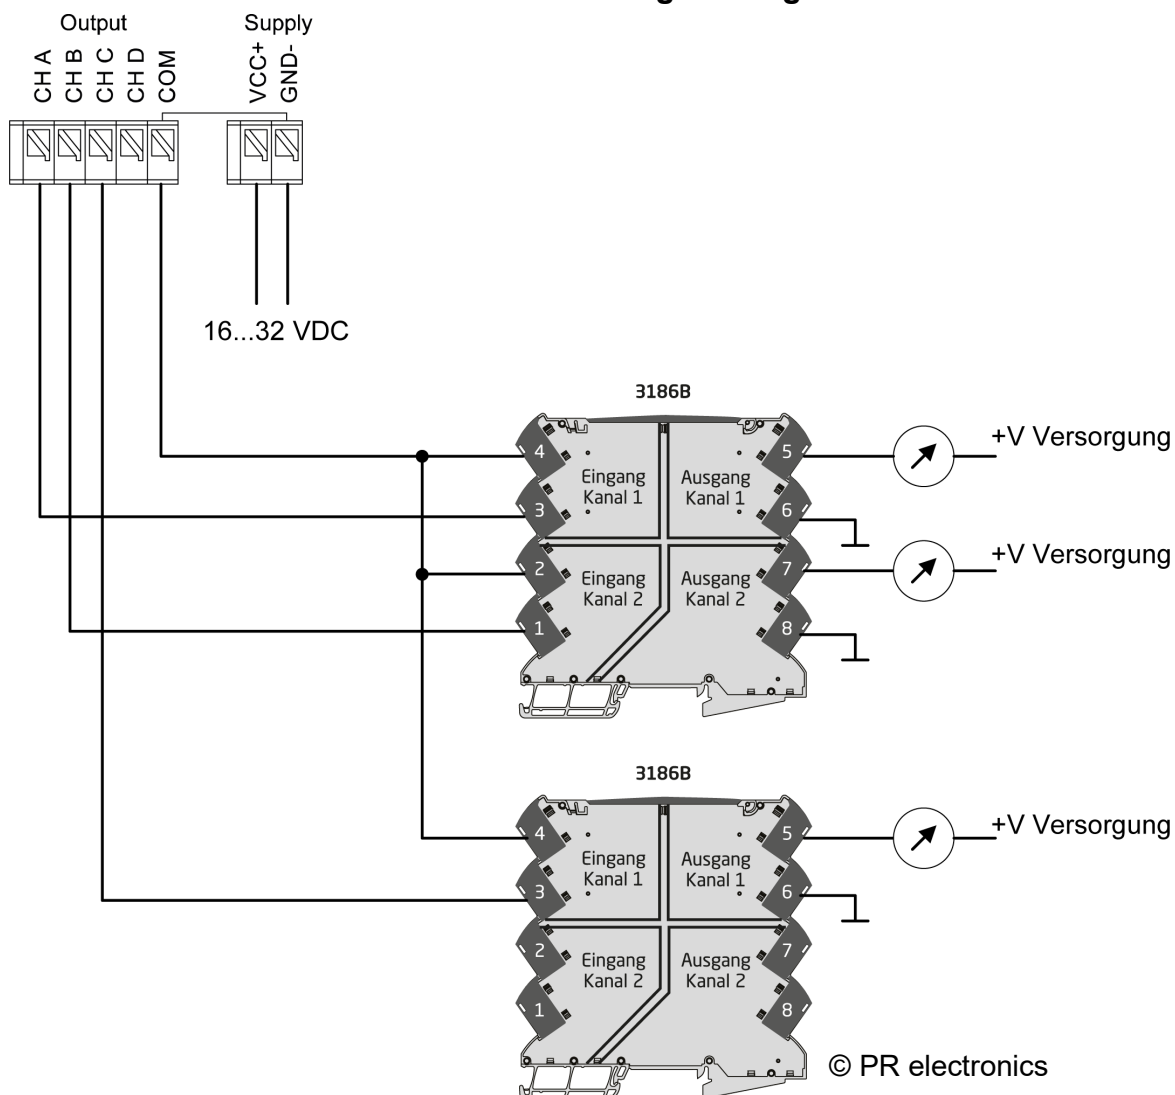 Output
Supply
CH A
CH B
CH C
CH D
COM
VCC+
GND-
16...32 VDC
3186B
4
Eingang
Kanal 1
Ausgang
Kanal 1
5
+V Versorgung
3
6
2
Eingang
Kanal 2
Ausgang
Kanal 2
7
+V Versorgung
1
8
3186B
4
Eingang
Kanal 1
Ausgang
Kanal 1
5
+V Versorgung
3
6
2
Eingang
Kanal 2
Ausgang
Kanal 2
7
1
8
© PR electronics